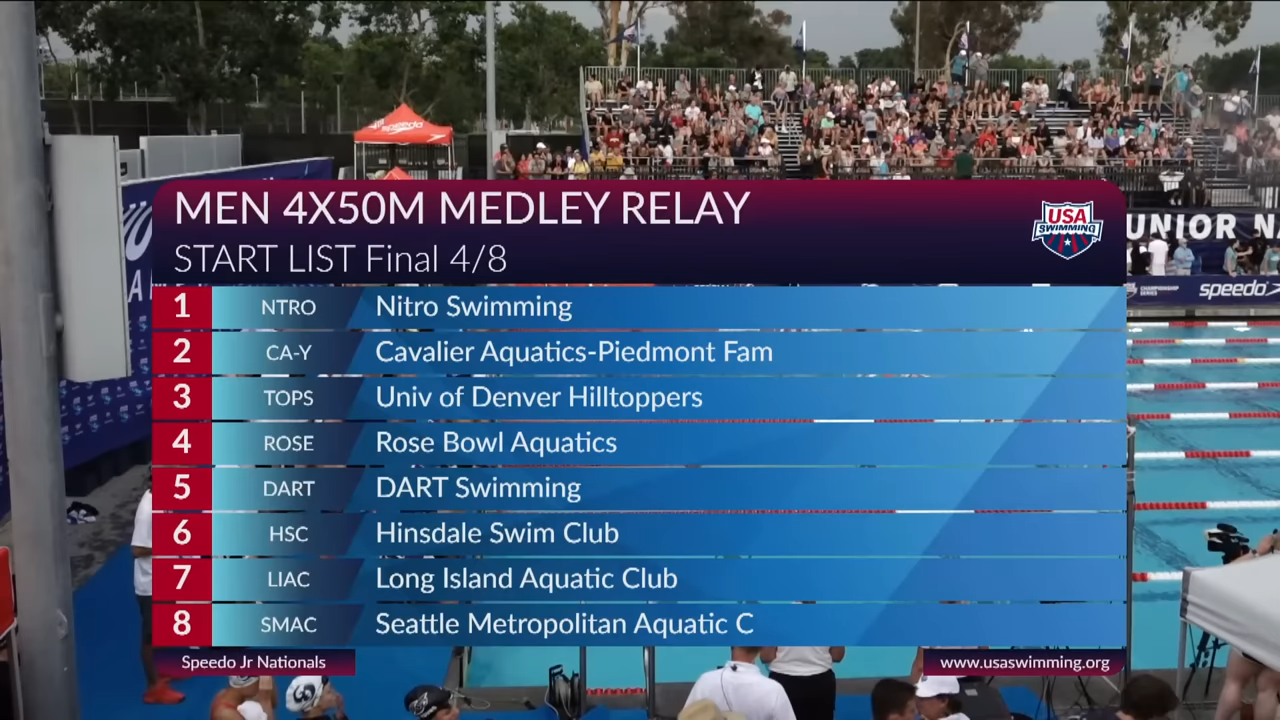 speedo
MEN 4X50M MEDLEY RELAY
START LIST Final 4/8
USA
SWIMMING
UNIOR NA
CHAMPIONSHIP
SERIES
speedo
1 NTRO Nitro Swimming
2 CA-Y Cavalier Aquatics-Piedmont Fam
3 TOPS Univ of Denver Hilltoppers
4 ROSE Rose Bowl Aquatics
5 DART DART Swimming
6 HSC Hinsdale Swim Club
7 LIAC Long Island Aquatic Club
8 SMAC Seattle Metropolitan Aquatic C
Speedo Jr Nationals
www.usaswimming.org